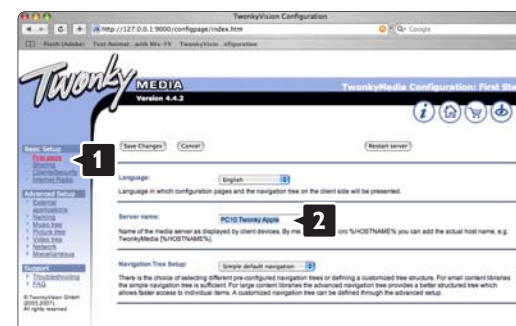 TwonkyVision Configuration
http://127.0.0.1:9000/configpage/index.htm
Q- Google
Flash (Adobe)
Twonky MEDIA
Version 4.4.2
TwonkyMedia Configuration: First Ste
Save Changes
Cancel
Restart server
Basic Setup
First steps
Sharing
Clients/Security
Internet Radio
1
Language:
English
Language in which configuration pages and the navigation tree on the client side will be presented.
Advanced Setup
External
applications
Naming
Music tree
Picture tree
Video tree
Network
Miscellaneous
Server name:
PC10 Twonky Apple
2
Name of the media server as displayed by client devices. By me
cro %HOSTNAME% you can add the actual host name, e.g.
TwonkyMedia [%HOSTNAME%].
Support
Troubleshooting
FAQ
Navigation Tree Setup:
Simple default navigation
There is the choice of selecting different pre-configured navigation trees or defining a customized tree structure. For small content libraries
the simple navigation tree is sufficient. For large content libraries the advanced navigation tree provides a better structured tree which
allows faster access to individual items. A customized navigation tree can be defined through the advanced setup.
© TwonkyVision GmbH
All rights reserved